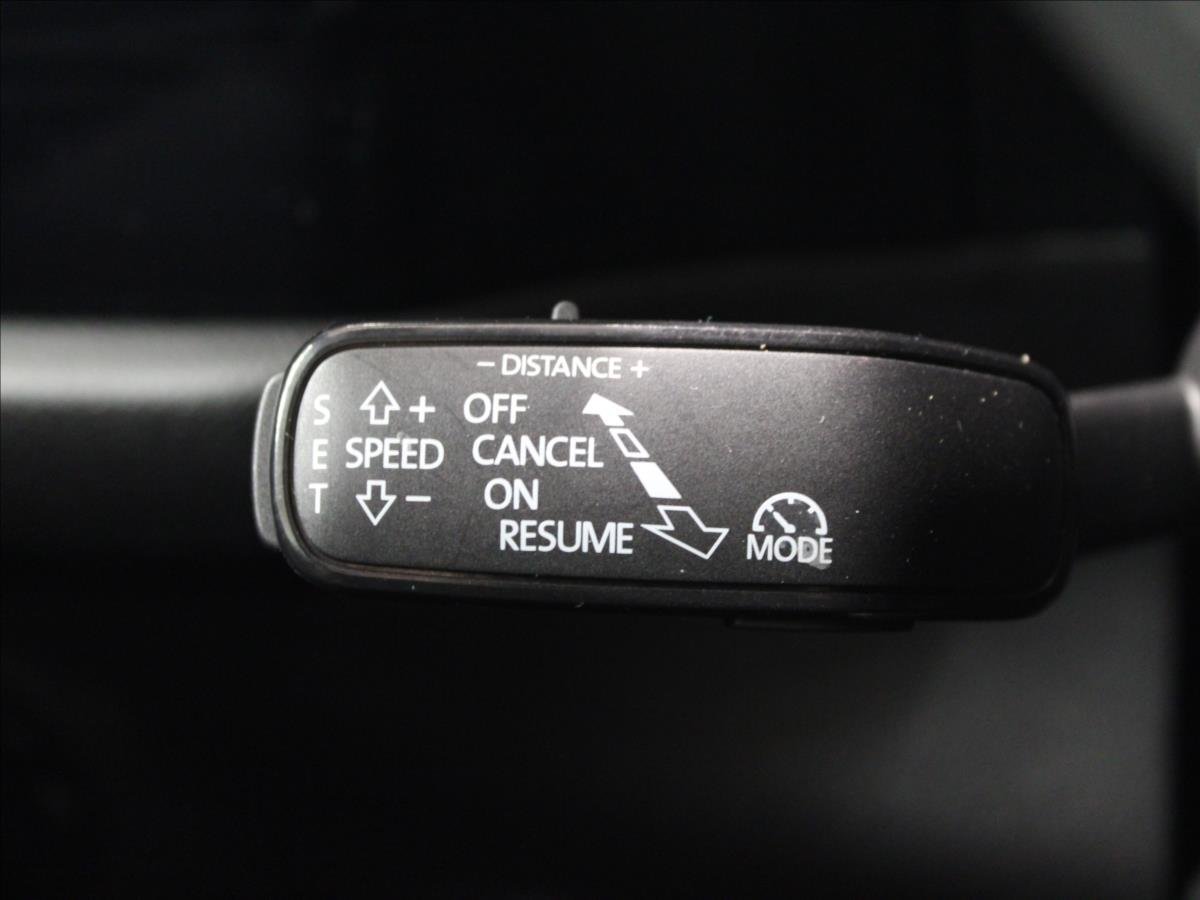 – DISTANCE +
S + OFF
E SPEED CANCEL
T – ON
RESUME
MODE